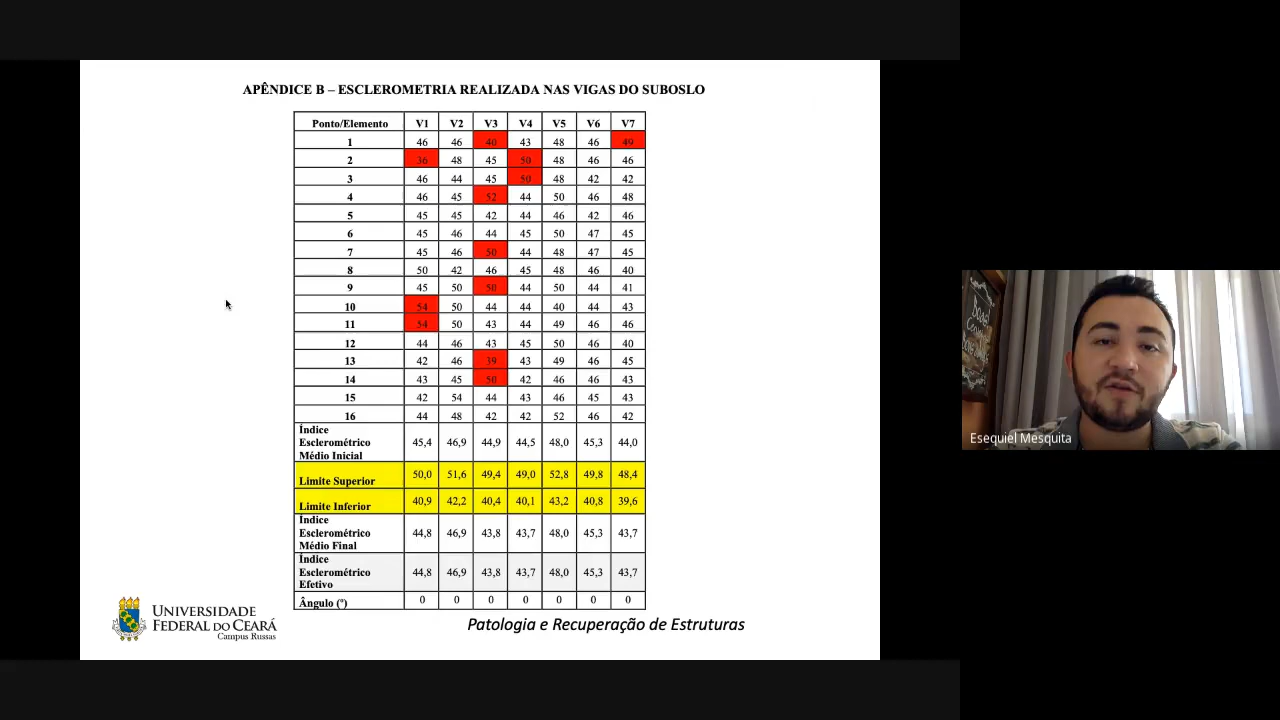 APÊNDICE B – ESCLEROMETRIA REALIZADA NAS VIGAS DO SUBOSLO
Ponto/Elemento V1 V2 V3 V4 V5 V6 V7
1 46 46 40 43 48 46 49
2 36 48 45 50 48 46 46
3 46 44 45 50 48 42 42
4 46 45 52 44 50 46 48
5 45 45 42 44 46 42 46
6 45 46 44 45 50 47 45
7 45 46 50 44 48 47 45
8 50 42 46 45 48 46 40
9 45 50 50 44 50 44 41
10 54 50 44 44 40 44 43
11 54 50 43 44 49 46 46
12 44 46 43 45 50 46 40
13 42 46 39 43 49 46 45
14 43 45 50 42 46 46 43
15 42 54 44 43 46 45 43
16 44 48 42 42 52 46 42
Índice
Esclerométrico
Médio Inicial 45,4 46,9 44,9 44,5 48,0 45,3 44,0
Limite Superior 50,0 51,6 49,4 49,0 52,8 49,8 48,4
Limite Inferior 40,9 42,2 40,4 40,1 43,2 40,8 39,6
Índice
Esclerométrico
Médio Final 44,8 46,9 43,8 43,7 48,0 45,3 43,7
Índice
Esclerométrico
Efetivo 44,8 46,9 43,8 43,7 48,0 45,3 43,7
Ângulo (º) 0 0 0 0 0 0 0
UNIVERSIDADE
FEDERAL DO CEARÁ
Campus Russas
Patologia e Recuperação de Estruturas
Esequiel Mesquita